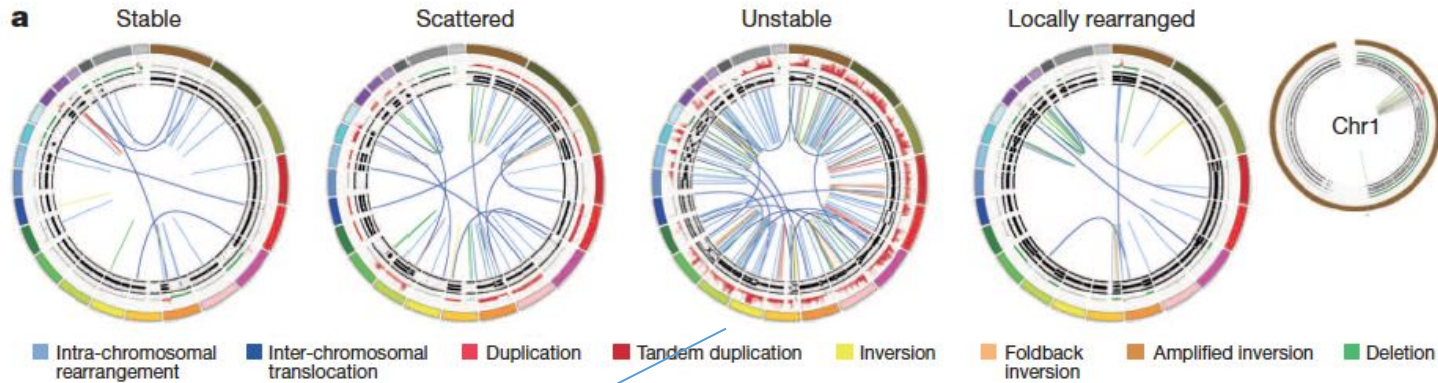 a
Stable
Scattered
Unstable
Locally rearranged
Chr1
Intra-chromosomal
rearrangement
Inter-chromosomal
translocation
Duplication
Tandem duplication
Inversion
Foldback
inversion
Amplified inversion
Deletion